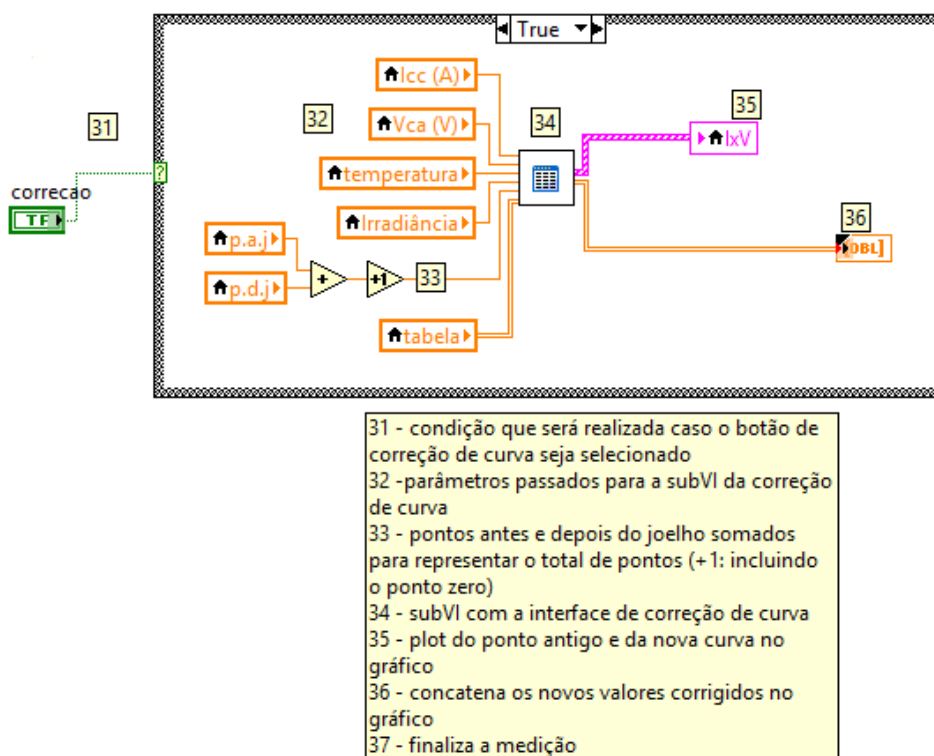 True
Icc (A)
35
31
32
Vca (V)
34
IxV
temperatura
correcao
TF
Irradiância
36
p.a.j
DBL]
p.d.j
+
+1
33
tabela
?
31 - condição que será realizada caso o botão de
correção de curva seja selecionado
32 -parâmetros passados para a subVI da correção
de curva
33 - pontos antes e depois do joelho somados
para representar o total de pontos (+1: incluindo
o ponto zero)
34 - subVI com a interface de correção de curva
35 - plot do ponto antigo e da nova curva no
gráfico
36 - concatena os novos valores corrigidos no
gráfico
37 - finaliza a medição